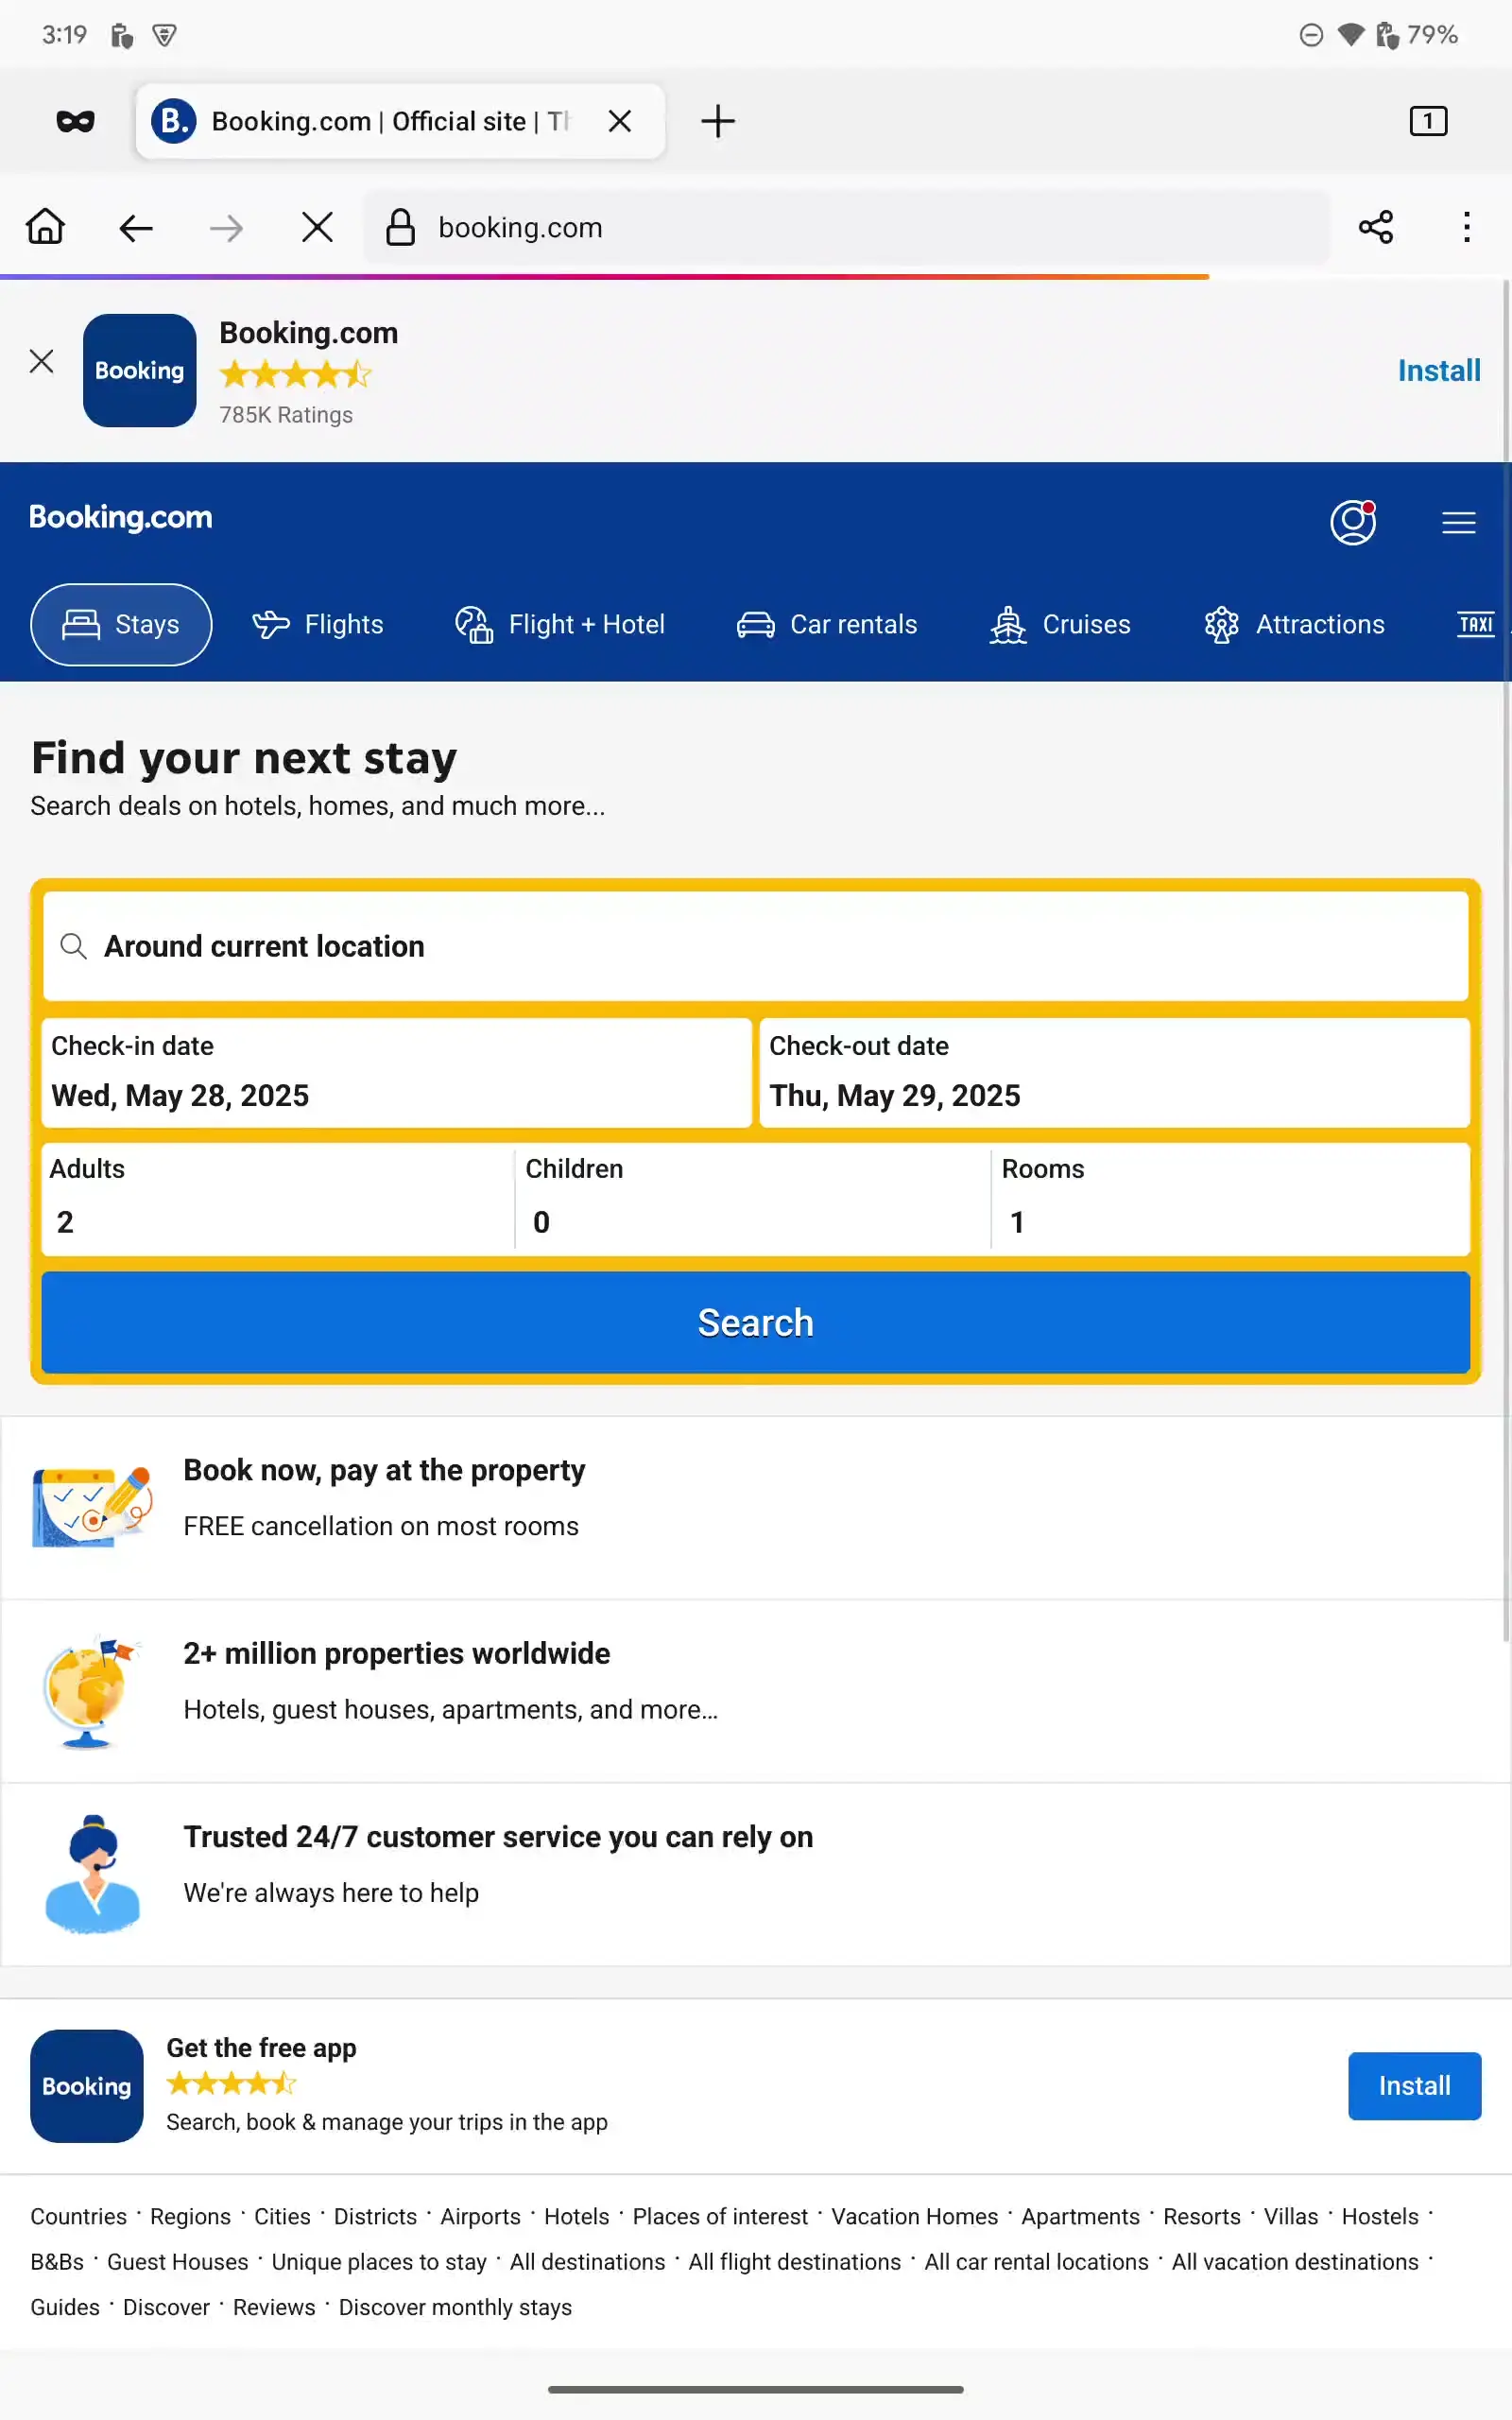 3:19
79%
B. Booking.com | Official site | Th
1
booking.com
Booking
Booking.com
785K Ratings
Install
Booking.com
Stays
Flights
Flight + Hotel
Car rentals
Cruises
Attractions
TAXI
Find your next stay
Search deals on hotels, homes, and much more...
Around current location
Check-in date
Wed, May 28, 2025
Check-out date
Thu, May 29, 2025
Adults
2
Children
0
Rooms
1
Search
Book now, pay at the property
FREE cancellation on most rooms
2+ million properties worldwide
Hotels, guest houses, apartments, and more…
Trusted 24/7 customer service you can rely on
We're always here to help
Booking
Get the free app
Search, book & manage your trips in the app
Install
Countries · Regions · Cities · Districts · Airports · Hotels · Places of interest · Vacation Homes · Apartments · Resorts · Villas · Hostels ·
B&Bs · Guest Houses · Unique places to stay · All destinations · All flight destinations · All car rental locations · All vacation destinations ·
Guides · Discover · Reviews · Discover monthly stays